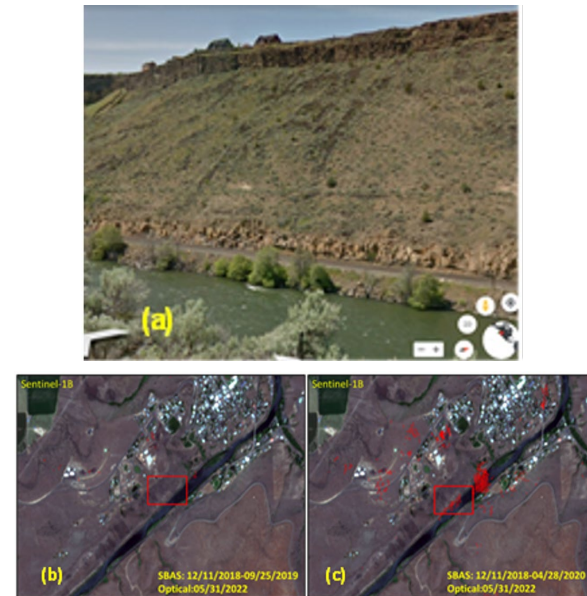 (a)
Sentinel-1B
(b)
SBAS: 12/11/2018-09/25/2019
Optical:05/31/2022
Sentinel-1B
(c)
SBAS: 12/11/2018-04/28/2020
Optical:05/31/2022